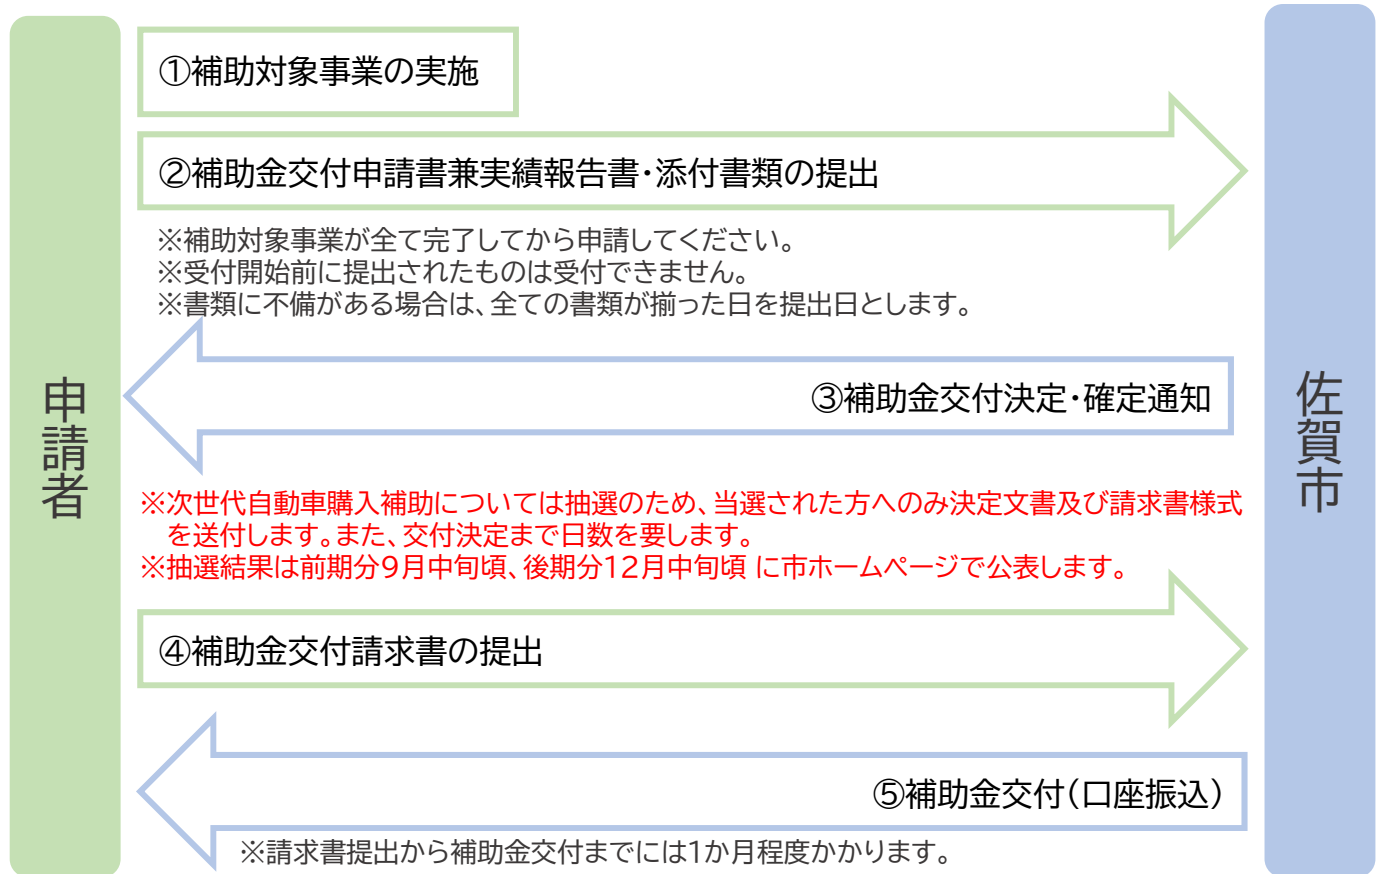 ①補助対象事業の実施
②補助金交付申請書兼実績報告書・添付書類の提出
※補助対象事業が全て完了してから申請してください。
※受付開始前に提出されたものは受付できません。
※書類に不備がある場合は、全ての書類が揃った日を提出日とします。
申請者
佐賀市
③補助金交付決定・確定通知
※次世代自動車購入補助については抽選のため、当選された方へのみ決定文書及び請求書様式
を送付します。また、交付決定まで日数を要します。
※抽選結果は前期分9月中旬頃、後期分12月中旬頃 に市ホームページで公表します。
④補助金交付請求書の提出
⑤補助金交付(口座振込)
※請求書提出から補助金交付までには1か月程度かかります。